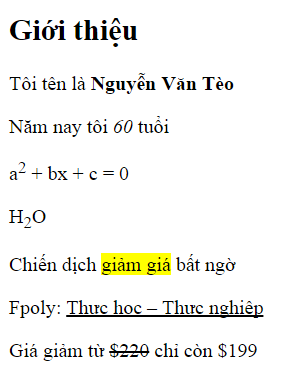 Giới thiệu
Tôi tên là Nguyễn Văn Tèo
Năm nay tôi 60 tuổi
a² + bx + c = 0
H₂O
Chiến dịch giảm giá bất ngờ
Fpoly: Thực học – Thực nghiệp
Giá giảm từ $220 chỉ còn $199